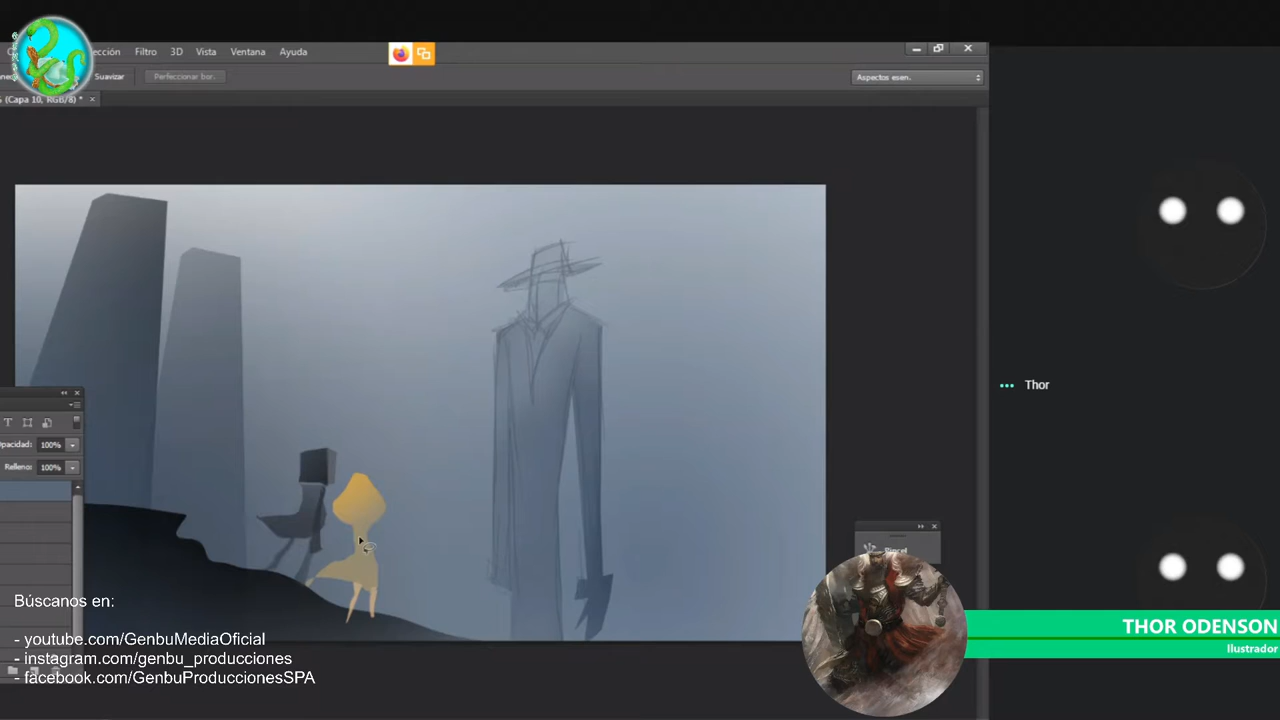 ección Filtro 3D Vista Ventana Ayuda
Suavizar Perfeccionar bor. Aspectos esen.
(Capa 10, RGB/8) *
T
Opacidad: 100%
Relleno: 100%
Thor
Pincel
Búscanos en:
- youtube.com/GenbuMediaOficial
- instagram.com/genbu_producciones
- facebook.com/GenbuProduccionesSPA
THOR ODENSON
Ilustrador